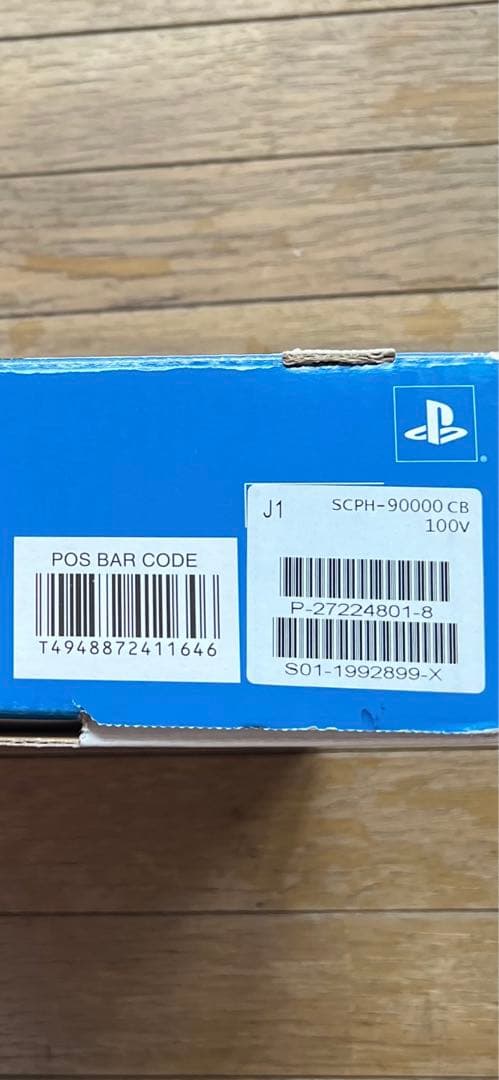 J1
SCPH-90000 CB
100V
POS BAR CODE
T4948872411646
P-27224801-8
S01-1992899-X